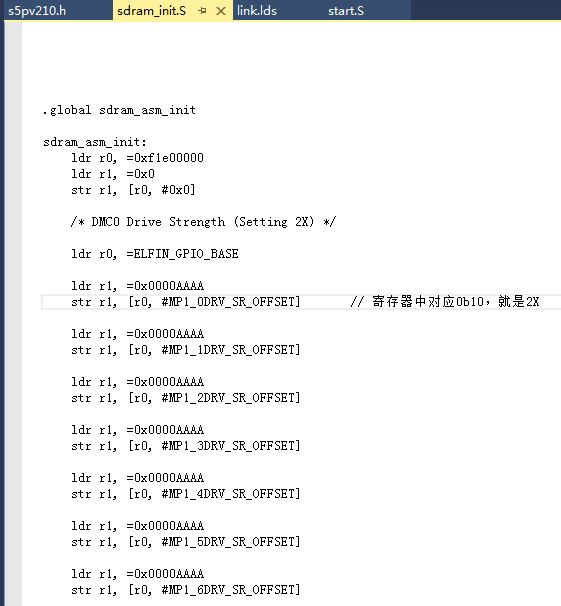 s5pv210.h sdram_init.S link.lds start.S
.global sdram_asm_init
sdram_asm_init:
ldr r0, =0xf1e00000
ldr r1, =0x0
str r1, [r0, #0x0]
/* DMC0 Drive Strength (Setting 2X) */
ldr r0, =ELFIN_GPIO_BASE
ldr r1, =0x0000AAAA
str r1, [r0, #MP1_0DRV_SR_OFFSET] // 寄存器中对应0b10，就是2X
ldr r1, =0x0000AAAA
str r1, [r0, #MP1_1DRV_SR_OFFSET]
ldr r1, =0x0000AAAA
str r1, [r0, #MP1_2DRV_SR_OFFSET]
ldr r1, =0x0000AAAA
str r1, [r0, #MP1_3DRV_SR_OFFSET]
ldr r1, =0x0000AAAA
str r1, [r0, #MP1_4DRV_SR_OFFSET]
ldr r1, =0x0000AAAA
str r1, [r0, #MP1_5DRV_SR_OFFSET]
ldr r1, =0x0000AAAA
str r1, [r0, #MP1_6DRV_SR_OFFSET]